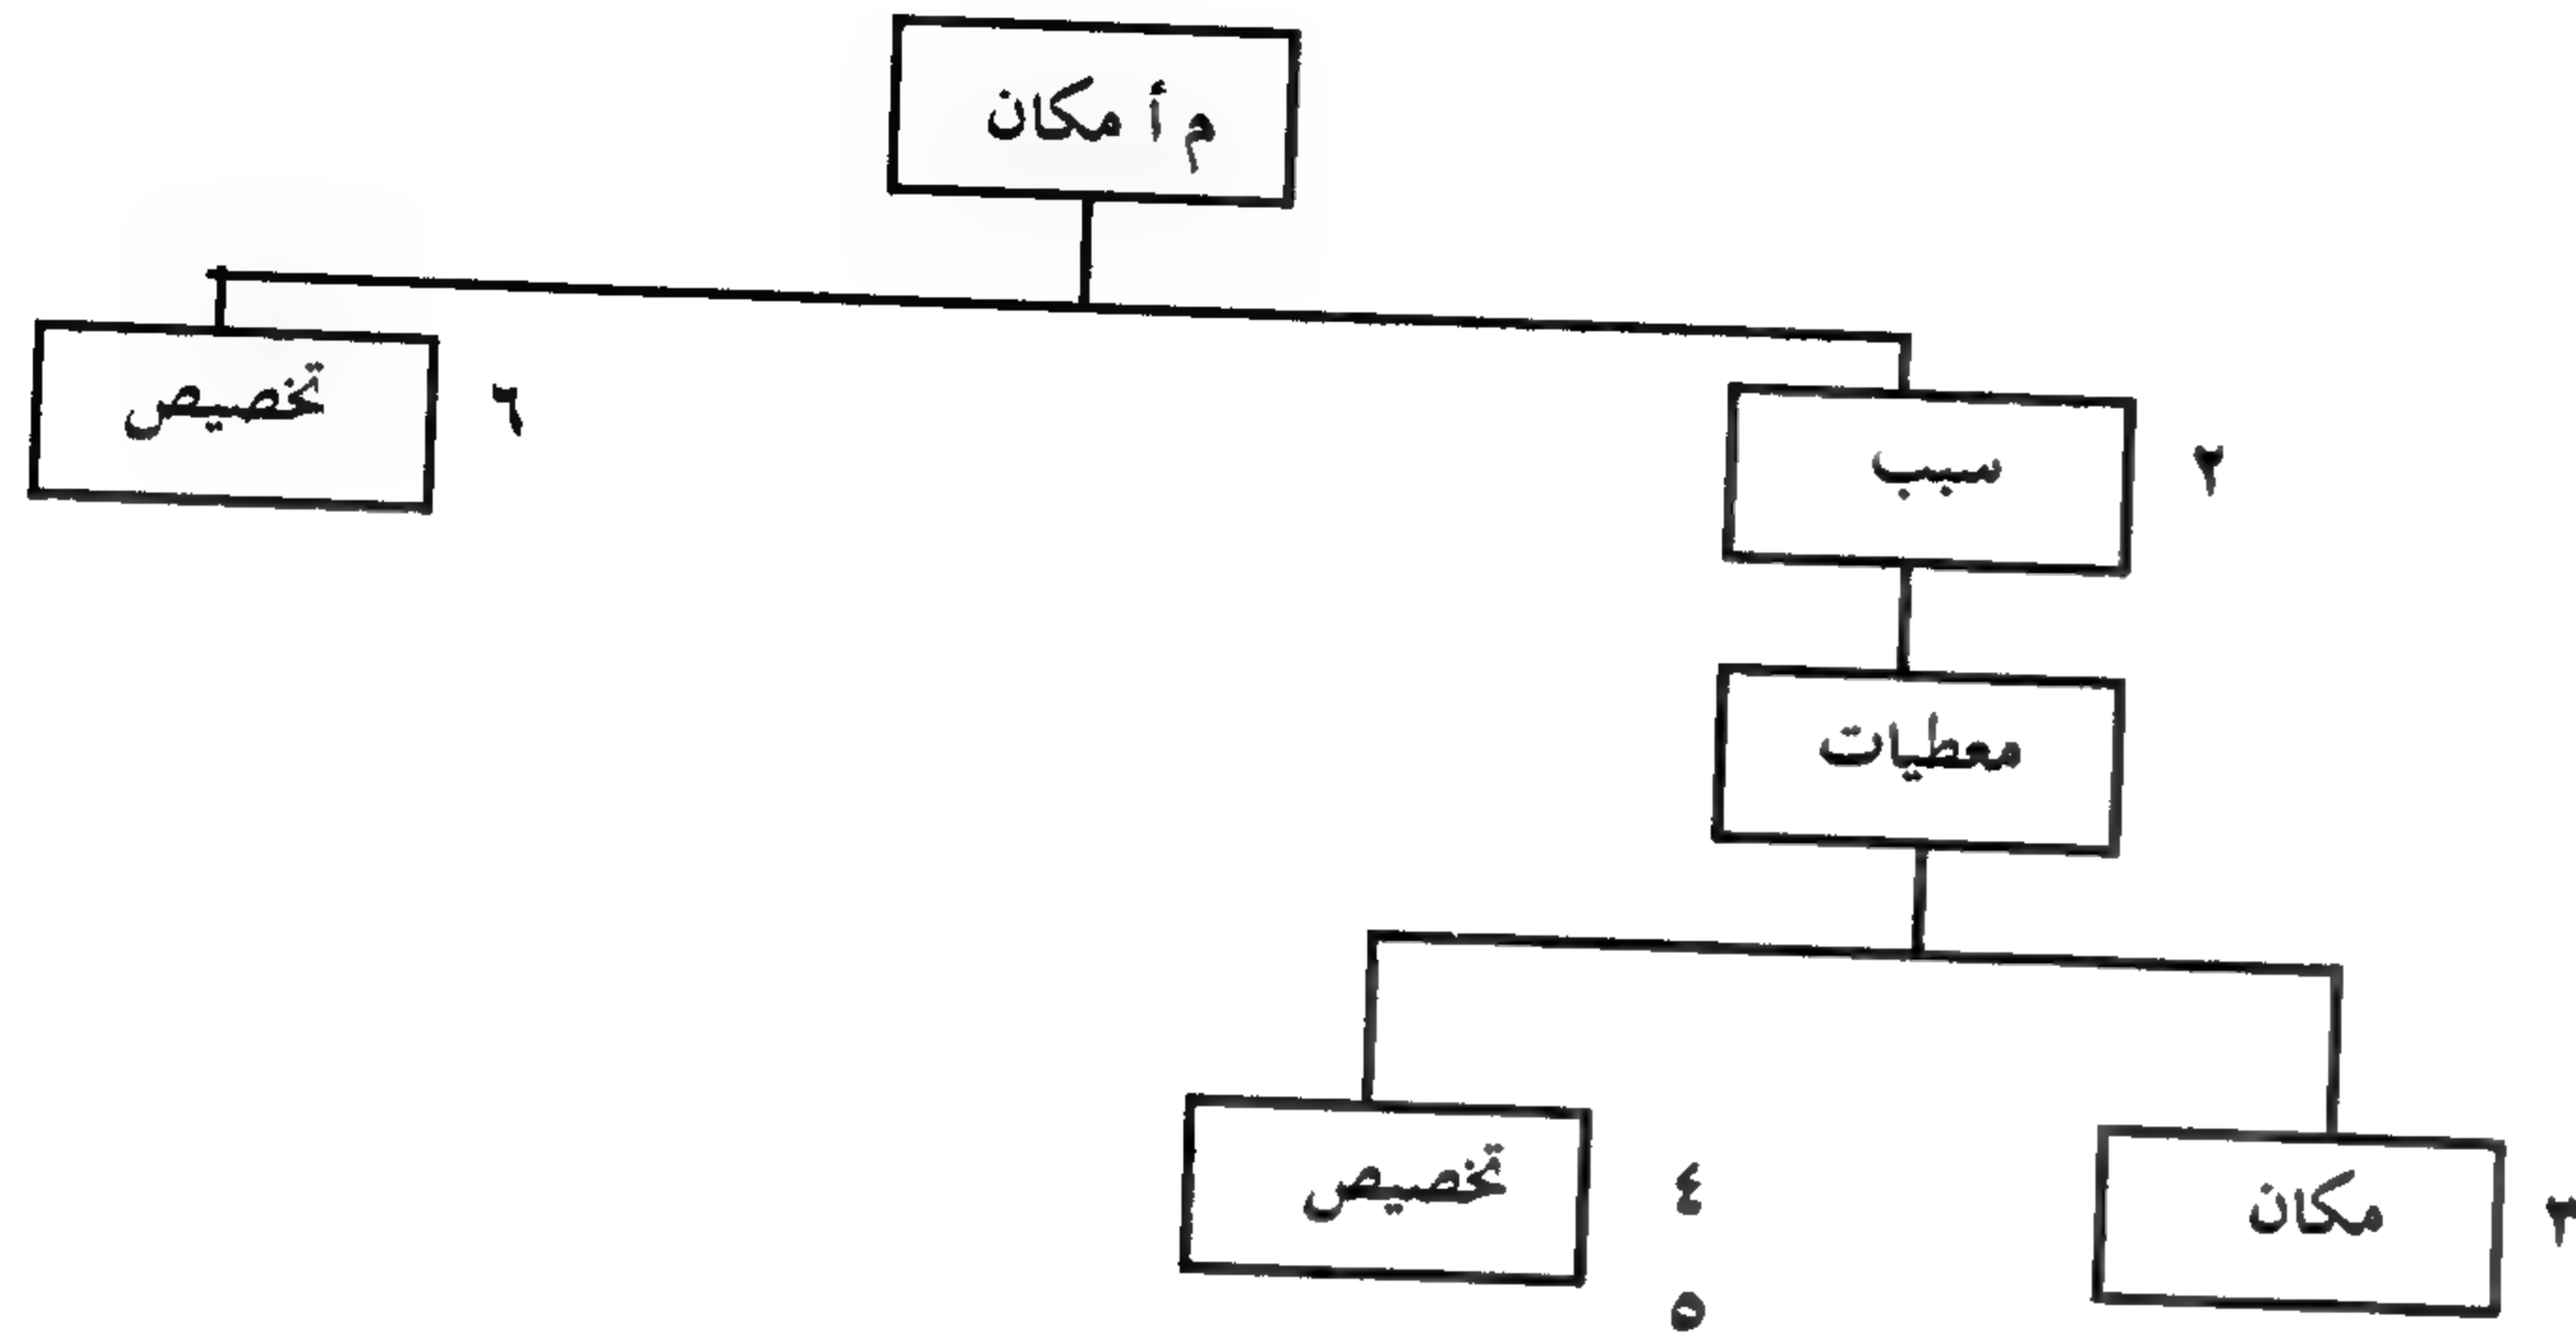 م أ مكان
٢ سبب
٦ تخصيص
معطيات
٣ مكان
٤ تخصيص
٥